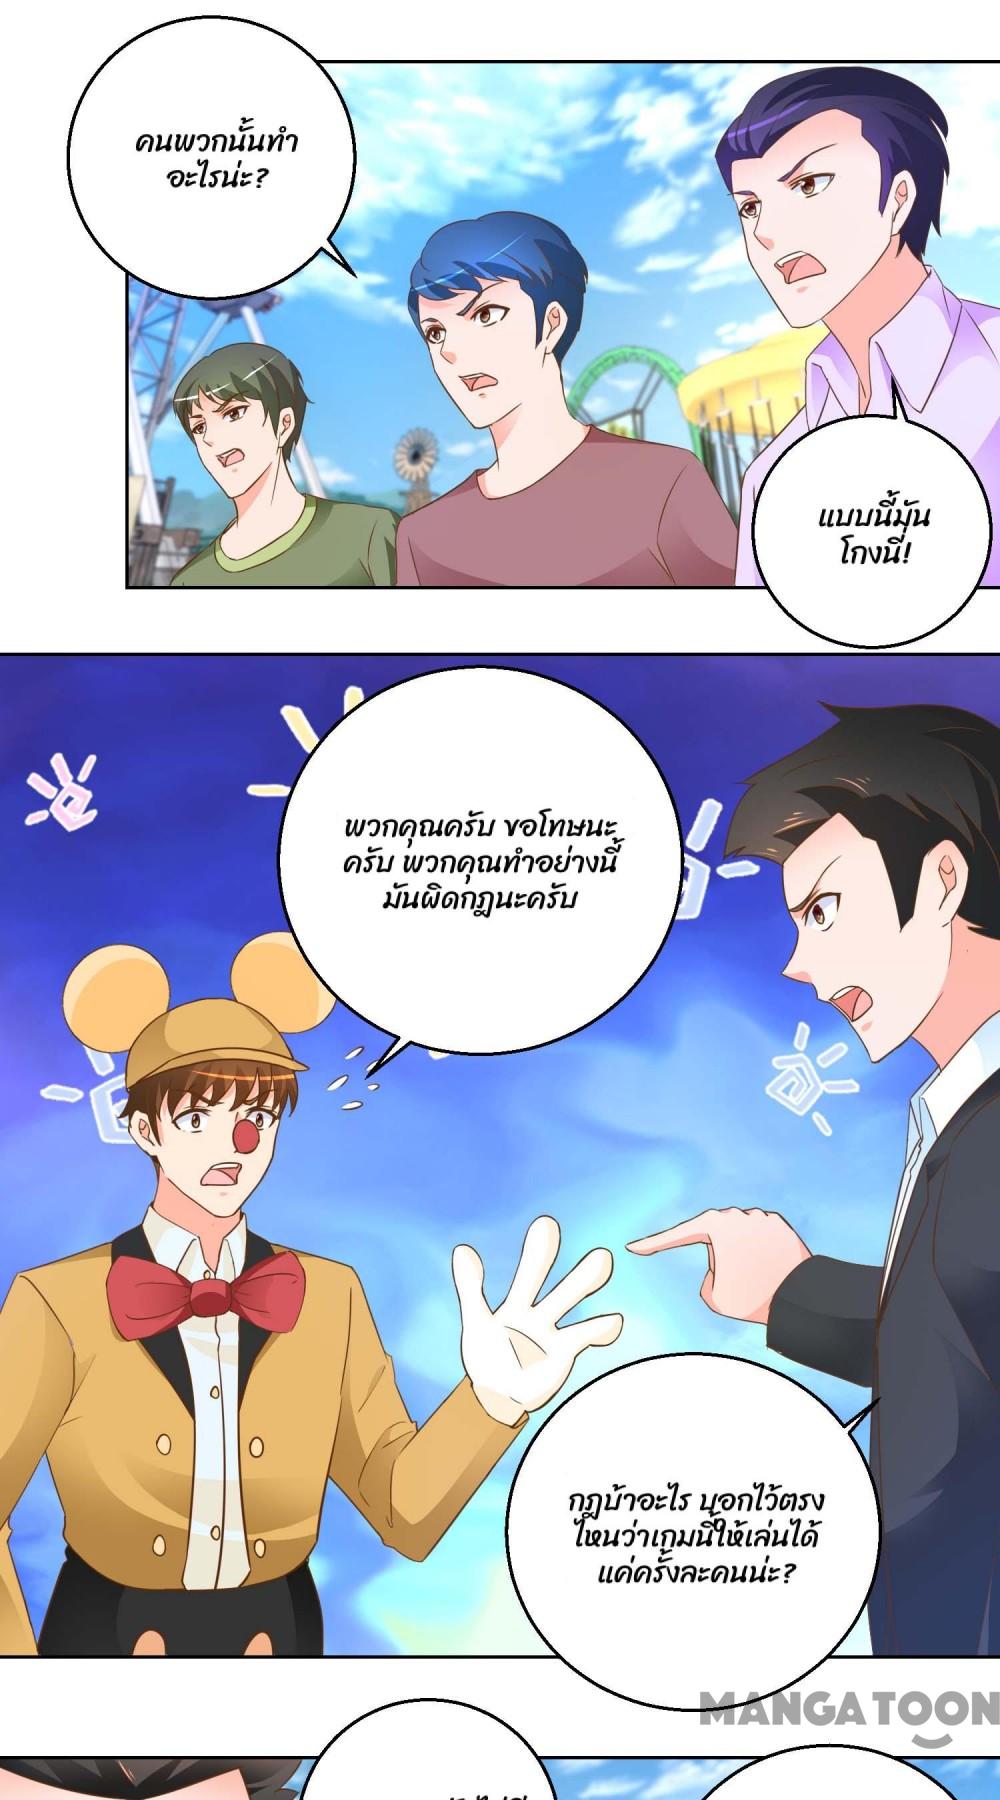 คนพวกนั้นทำ
อะไรน่ะ?
แบบนี้มัน
โกงนี่!
พวกคุณครับ ขอโทษนะ
ครับ พวกคุณทำอย่างนี้
มันผิดกฎนะครับ
กฎบ้าอะไร บอกไว้ตรง
ไหนว่าเกมนี้ให้เล่นได้
แค่ครั้งละคนน่ะ?
MANGATOON